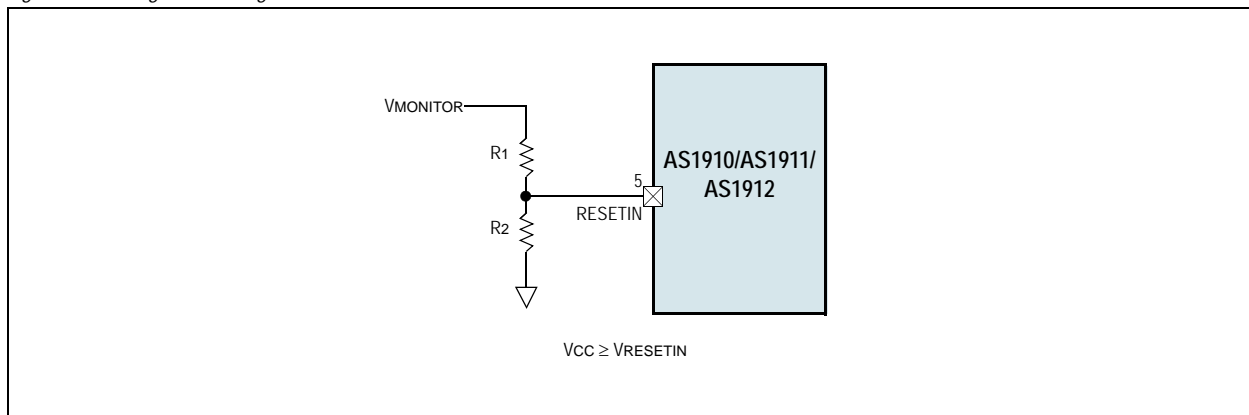 VMONITOR
R1
5
RESETIN
R2
AS1910/AS1911/
AS1912
VCC ≥ VRESETIN